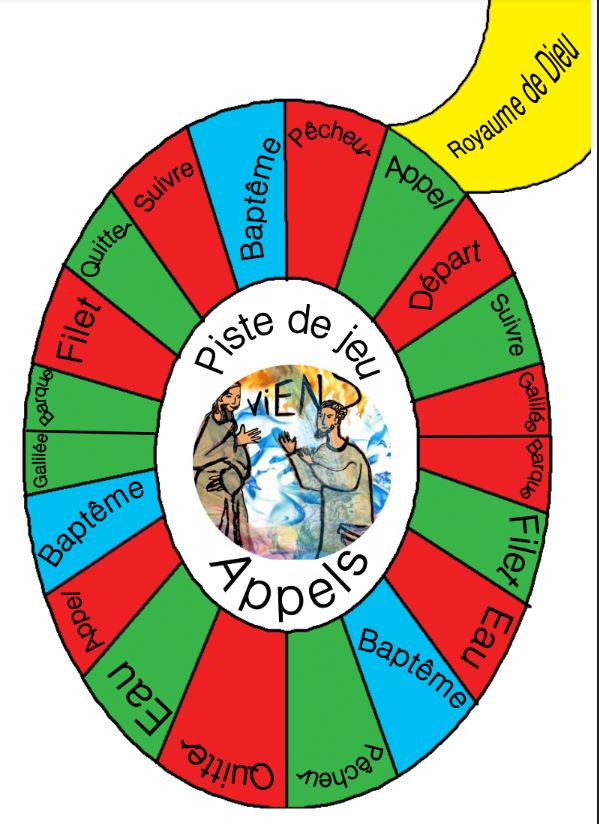 Royaume de Dieu
Pêcheur
Appel
Départ
Suivre
Galilée
Barque
Filet
Eau
Baptême
Pêcheur
Quitter
Eau
Appel
Baptême
Galilée
Barque
Filet
Quitter
Suivre
Baptême
Piste de jeu
VIENS
Appels